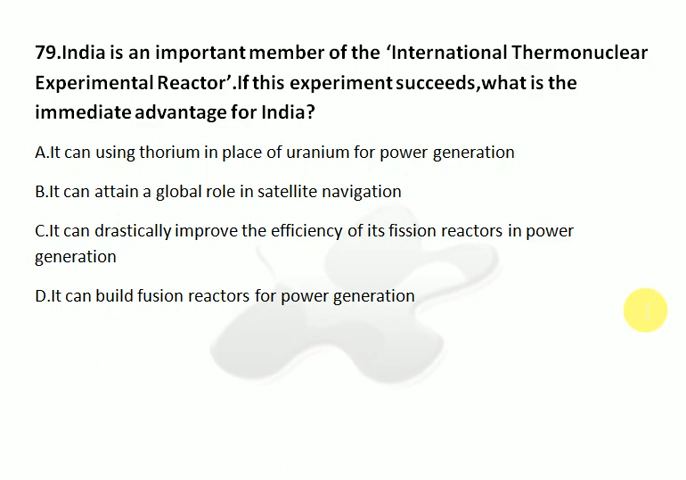 79.India is an important member of the ‘International Thermonuclear
Experimental Reactor’.If this experiment succeeds,what is the
immediate advantage for India?
A.It can using thorium in place of uranium for power generation
B.It can attain a global role in satellite navigation
C.It can drastically improve the efficiency of its fission reactors in power
generation
D.It can build fusion reactors for power generation